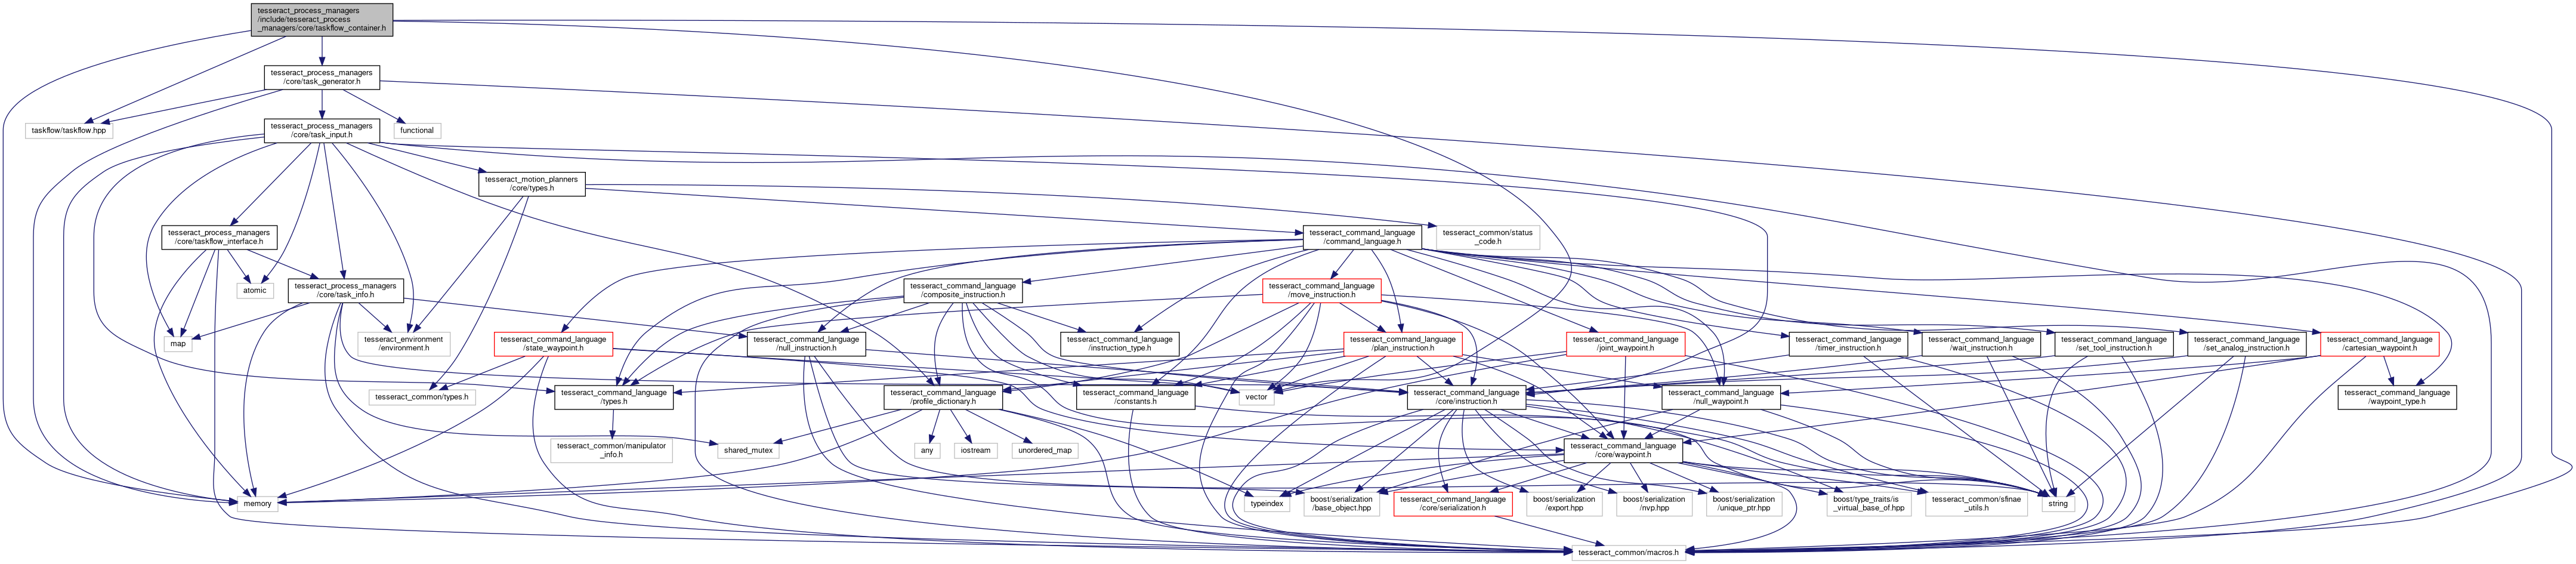 tesseract_process_managers
/include/tesseract_process
_managers/core/taskflow_container.h
tesseract_process_managers
/core/task_generator.h
taskflow/taskflow.hpp
tesseract_process_managers
/core/task_input.h
functional
tesseract_motion_planners
/core/types.h
tesseract_process_managers
/core/taskflow_interface.h
tesseract_command_language
/command_language.h
tesseract_common/status
_code.h
atomic
tesseract_process_managers
/core/task_info.h
tesseract_command_language
/composite_instruction.h
tesseract_command_language
/move_instruction.h
map
tesseract_environment
/environment.h
tesseract_command_language
/state_waypoint.h
tesseract_command_language
/null_instruction.h
tesseract_command_language
/instruction_type.h
tesseract_command_language
/plan_instruction.h
tesseract_command_language
/joint_waypoint.h
tesseract_command_language
/timer_instruction.h
tesseract_command_language
/wait_instruction.h
tesseract_command_language
/set_tool_instruction.h
tesseract_command_language
/set_analog_instruction.h
tesseract_command_language
/cartesian_waypoint.h
tesseract_common/types.h
tesseract_command_language
/types.h
tesseract_command_language
/profile_dictionary.h
tesseract_command_language
/constants.h
vector
tesseract_command_language
/core/instruction.h
tesseract_command_language
/null_waypoint.h
tesseract_command_language
/waypoint_type.h
tesseract_common/manipulator
_info.h
shared_mutex
any
iostream
unordered_map
tesseract_command_language
/core/waypoint.h
memory
typeindex
boost/serialization
/base_object.hpp
tesseract_command_language
/core/serialization.h
boost/serialization
/export.hpp
boost/serialization
/nvp.hpp
boost/serialization
/unique_ptr.hpp
boost/type_traits/is
_virtual_base_of.hpp
tesseract_common/sfinae
_utils.h
string
tesseract_common/macros.h